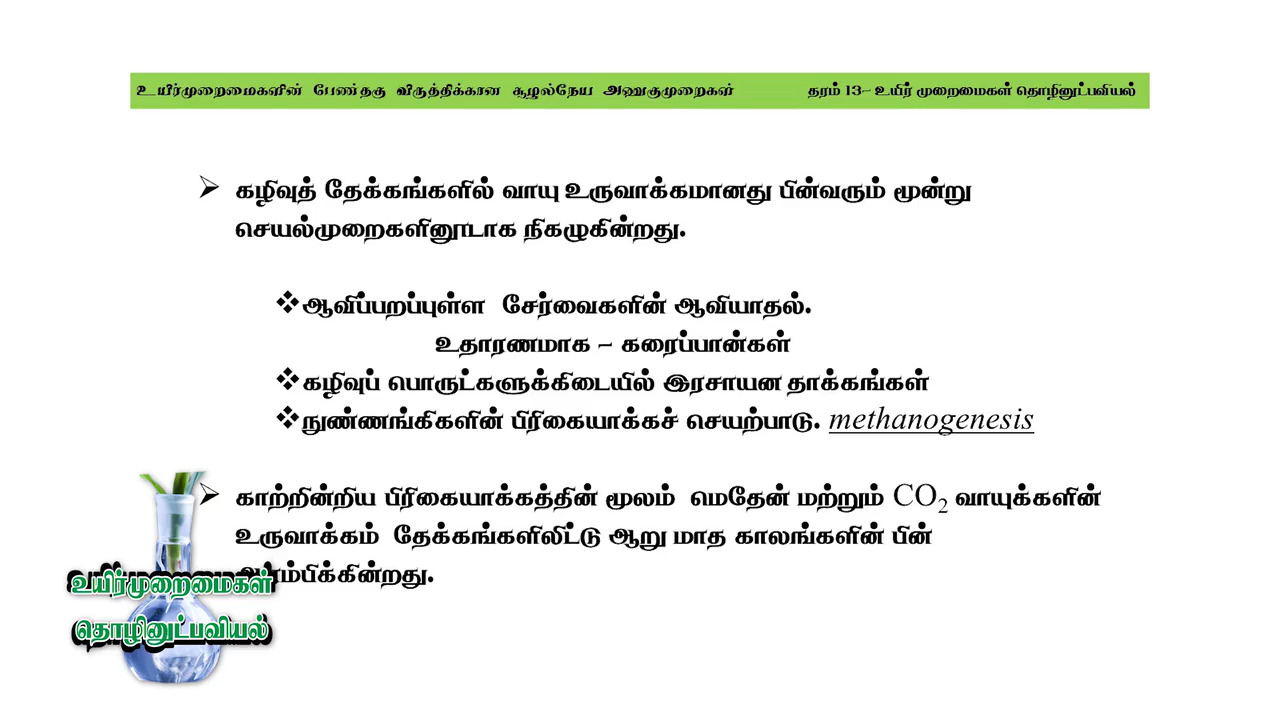 உயிர்முறைமைகளின் பேண்தகு விருத்திக்கான சூழல்நேய அணுகுமுறைகள் தரம் 13– உயிர் முறைமைகள் தொழினுட்பவியல்
➢ கழிவுத் தேக்கங்களில் வாயு உருவாக்கமானது பின்வரும் மூன்று
செயல்முறைகளினூடாக நிகழுகின்றது.
❖ஆவிப்பறப்புள்ள சேர்வைகளின் ஆவியாதல்.
உதாரணமாக – கரைப்பான்கள்
❖கழிவுப் பொருட்களுக்கிடையில் இரசாயன தாக்கங்கள்
❖நுண்ணங்கிகளின் பிரிகையாக்கச் செயற்பாடு. methanogenesis
➢ காற்றின்றிய பிரிகையாக்கத்தின் மூலம் மெதேன் மற்றும் CO₂ வாயுக்களின்
உருவாக்கம் தேக்கங்களிலிட்டு ஆறு மாத காலங்களின் பின்
ஆரம்பிக்கின்றது.
உயிர்முறைமைகள்
தொழினுட்பவியல்